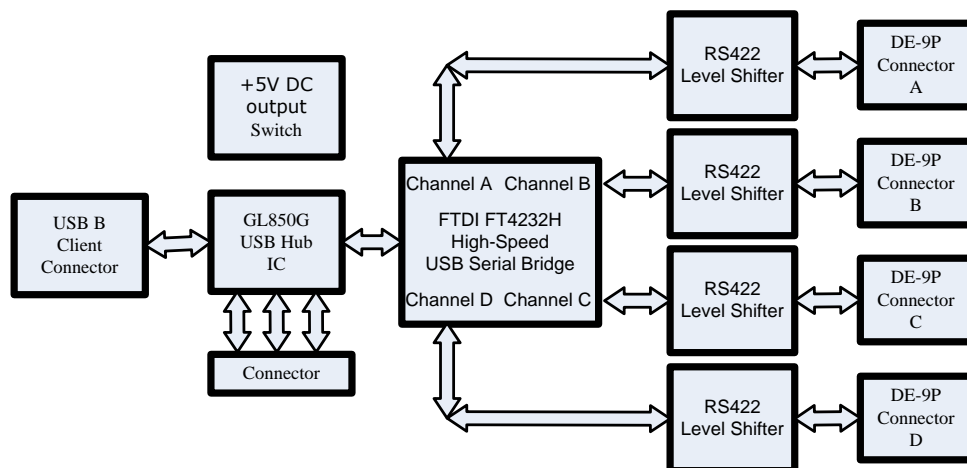 +5V DC
output
Switch
USB B
Client
Connector
GL850G
USB Hub
IC
Connector
Channel A Channel B
FTDI FT4232H
High-Speed
USB Serial Bridge
Channel D Channel C
RS422
Level Shifter
DE-9P
Connector
A
RS422
Level Shifter
DE-9P
Connector
B
RS422
Level Shifter
DE-9P
Connector
C
RS422
Level Shifter
DE-9P
Connector
D